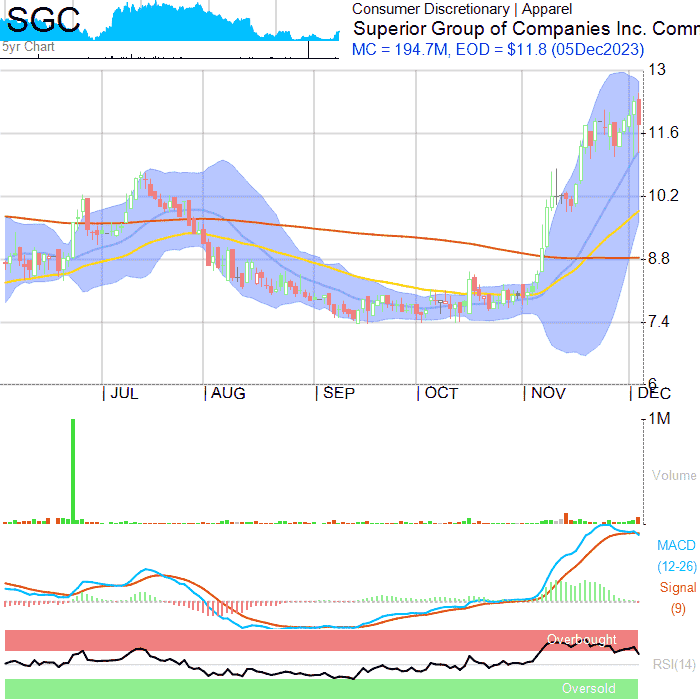 SGC
Consumer Discretionary | Apparel
Superior Group of Companies Inc. Comm
5yr Chart
MC = 194.7M, EOD = $11.8 (05Dec2023)
13
11.6
10.2
8.8
7.4
6
| JUL | AUG | SEP | OCT | NOV | DEC
1M
Volume
MACD
(12-26)
Signal
(9)
Overbought
RSI(14)
Oversold